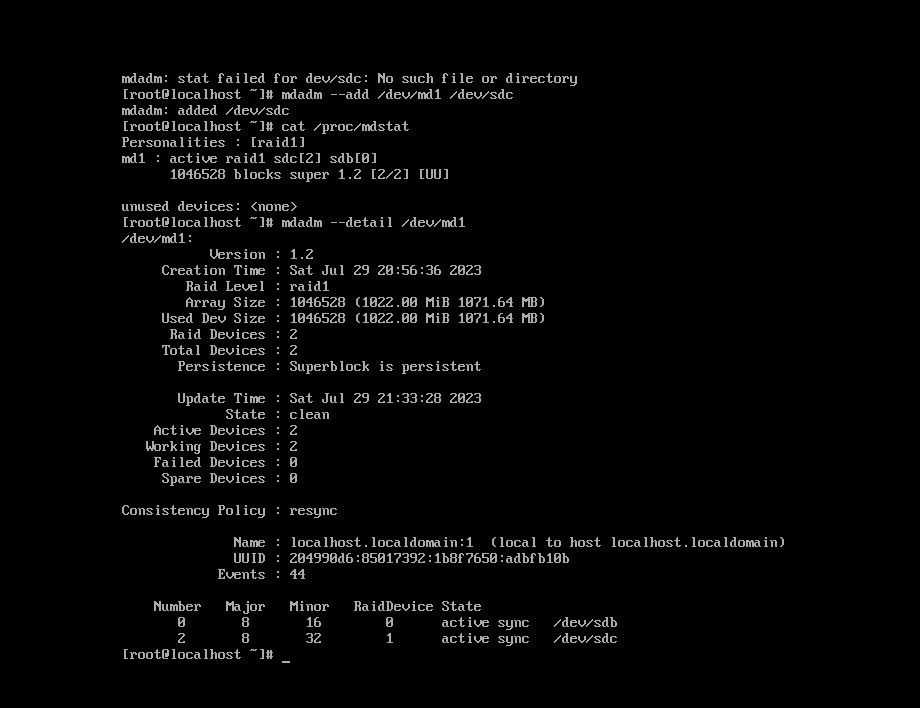 mdadm: stat failed for dev/sdc: No such file or directory
[root@localhost ~]# mdadm --add /dev/md1 /dev/sdc
mdadm: added /dev/sdc
[root@localhost ~]# cat /proc/mdstat
Personalities : [raid1]
md1 : active raid1 sdc[2] sdb[0]
      1046528 blocks super 1.2 [2/2] [UU]

unused devices: <none>
[root@localhost ~]# mdadm --detail /dev/md1
/dev/md1:
           Version : 1.2
     Creation Time : Sat Jul 29 20:56:36 2023
        Raid Level : raid1
        Array Size : 1046528 (1022.00 MiB 1071.64 MB)
     Used Dev Size : 1046528 (1022.00 MiB 1071.64 MB)
      Raid Devices : 2
     Total Devices : 2
       Persistence : Superblock is persistent

       Update Time : Sat Jul 29 21:33:28 2023
             State : clean
    Active Devices : 2
   Working Devices : 2
    Failed Devices : 0
     Spare Devices : 0

Consistency Policy : resync

              Name : localhost.localdomain:1  (local to host localhost.localdomain)
              UUID : 204990d6:85017392:1b8f7650:adbfb10b
            Events : 44

    Number   Major   Minor   RaidDevice State
       0       8       16        0      active sync   /dev/sdb
       2       8       32        1      active sync   /dev/sdc
[root@localhost ~]# _